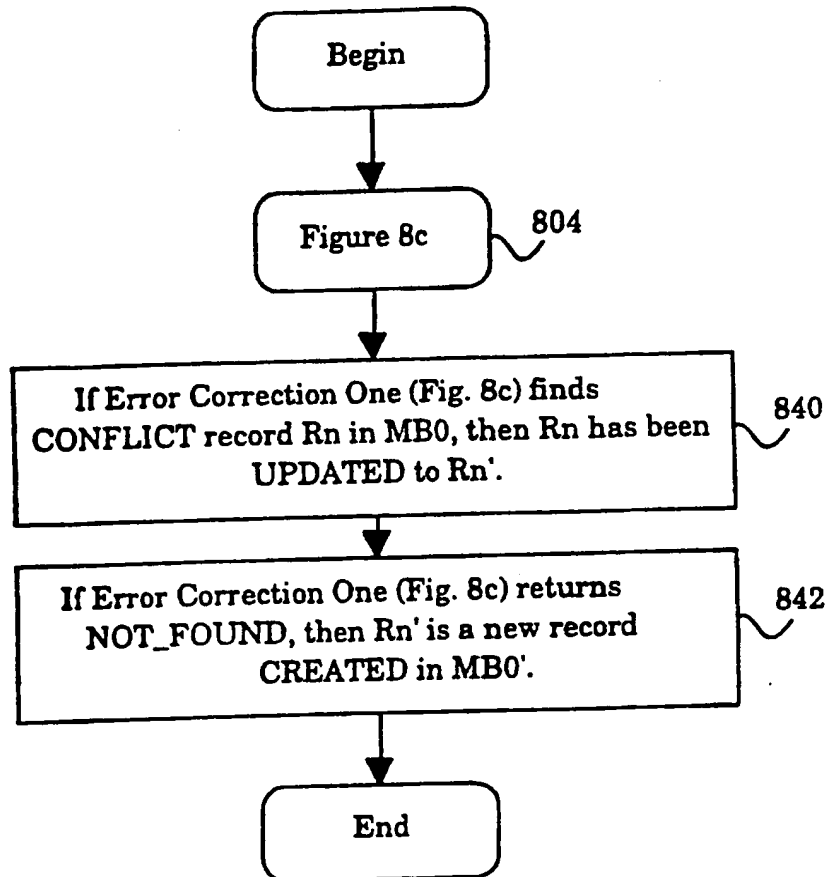 Begin
Figure 8c
804
If Error Correction One (Fig. 8c) finds
CONFLICT record Rn in MB0, then Rn has been
UPDATED to Rn'.
840
If Error Correction One (Fig. 8c) returns
NOT_FOUND, then Rn' is a new record
CREATED in MB0'.
842
End